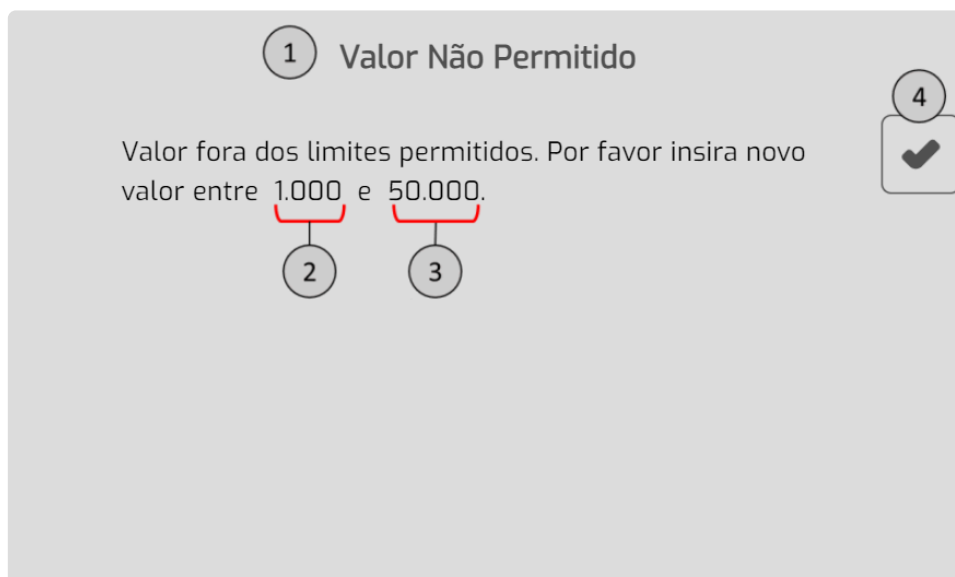 1 Valor Não Permitido
4
Valor fora dos limites permitidos. Por favor insira novo
valor entre 1.000 e 50.000.
2 3